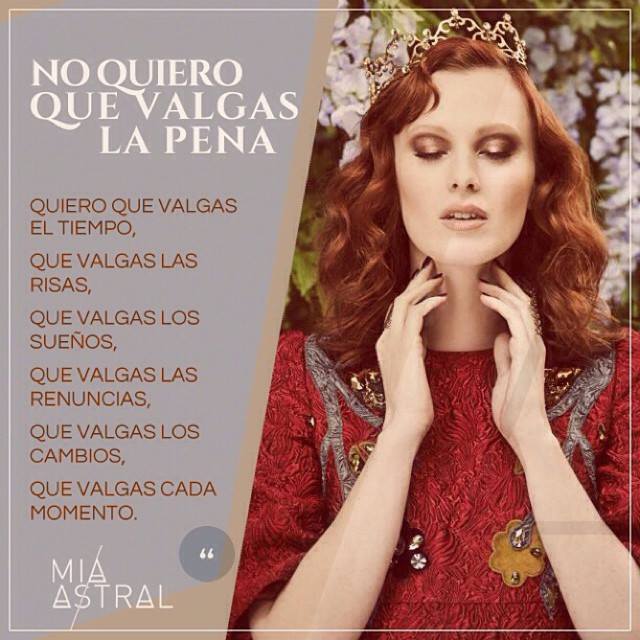 NO QUIERO
QUE VALGAS
LA PENA
QUIERO QUE VALGAS
EL TIEMPO,
QUE VALGAS LAS
RISAS,
QUE VALGAS LOS
SUEÑOS,
QUE VALGAS LAS
RENUNCIAS,
QUE VALGAS LOS
CAMBIOS,
QUE VALGAS CADA
MOMENTO.
“
MIA
ASTRAL